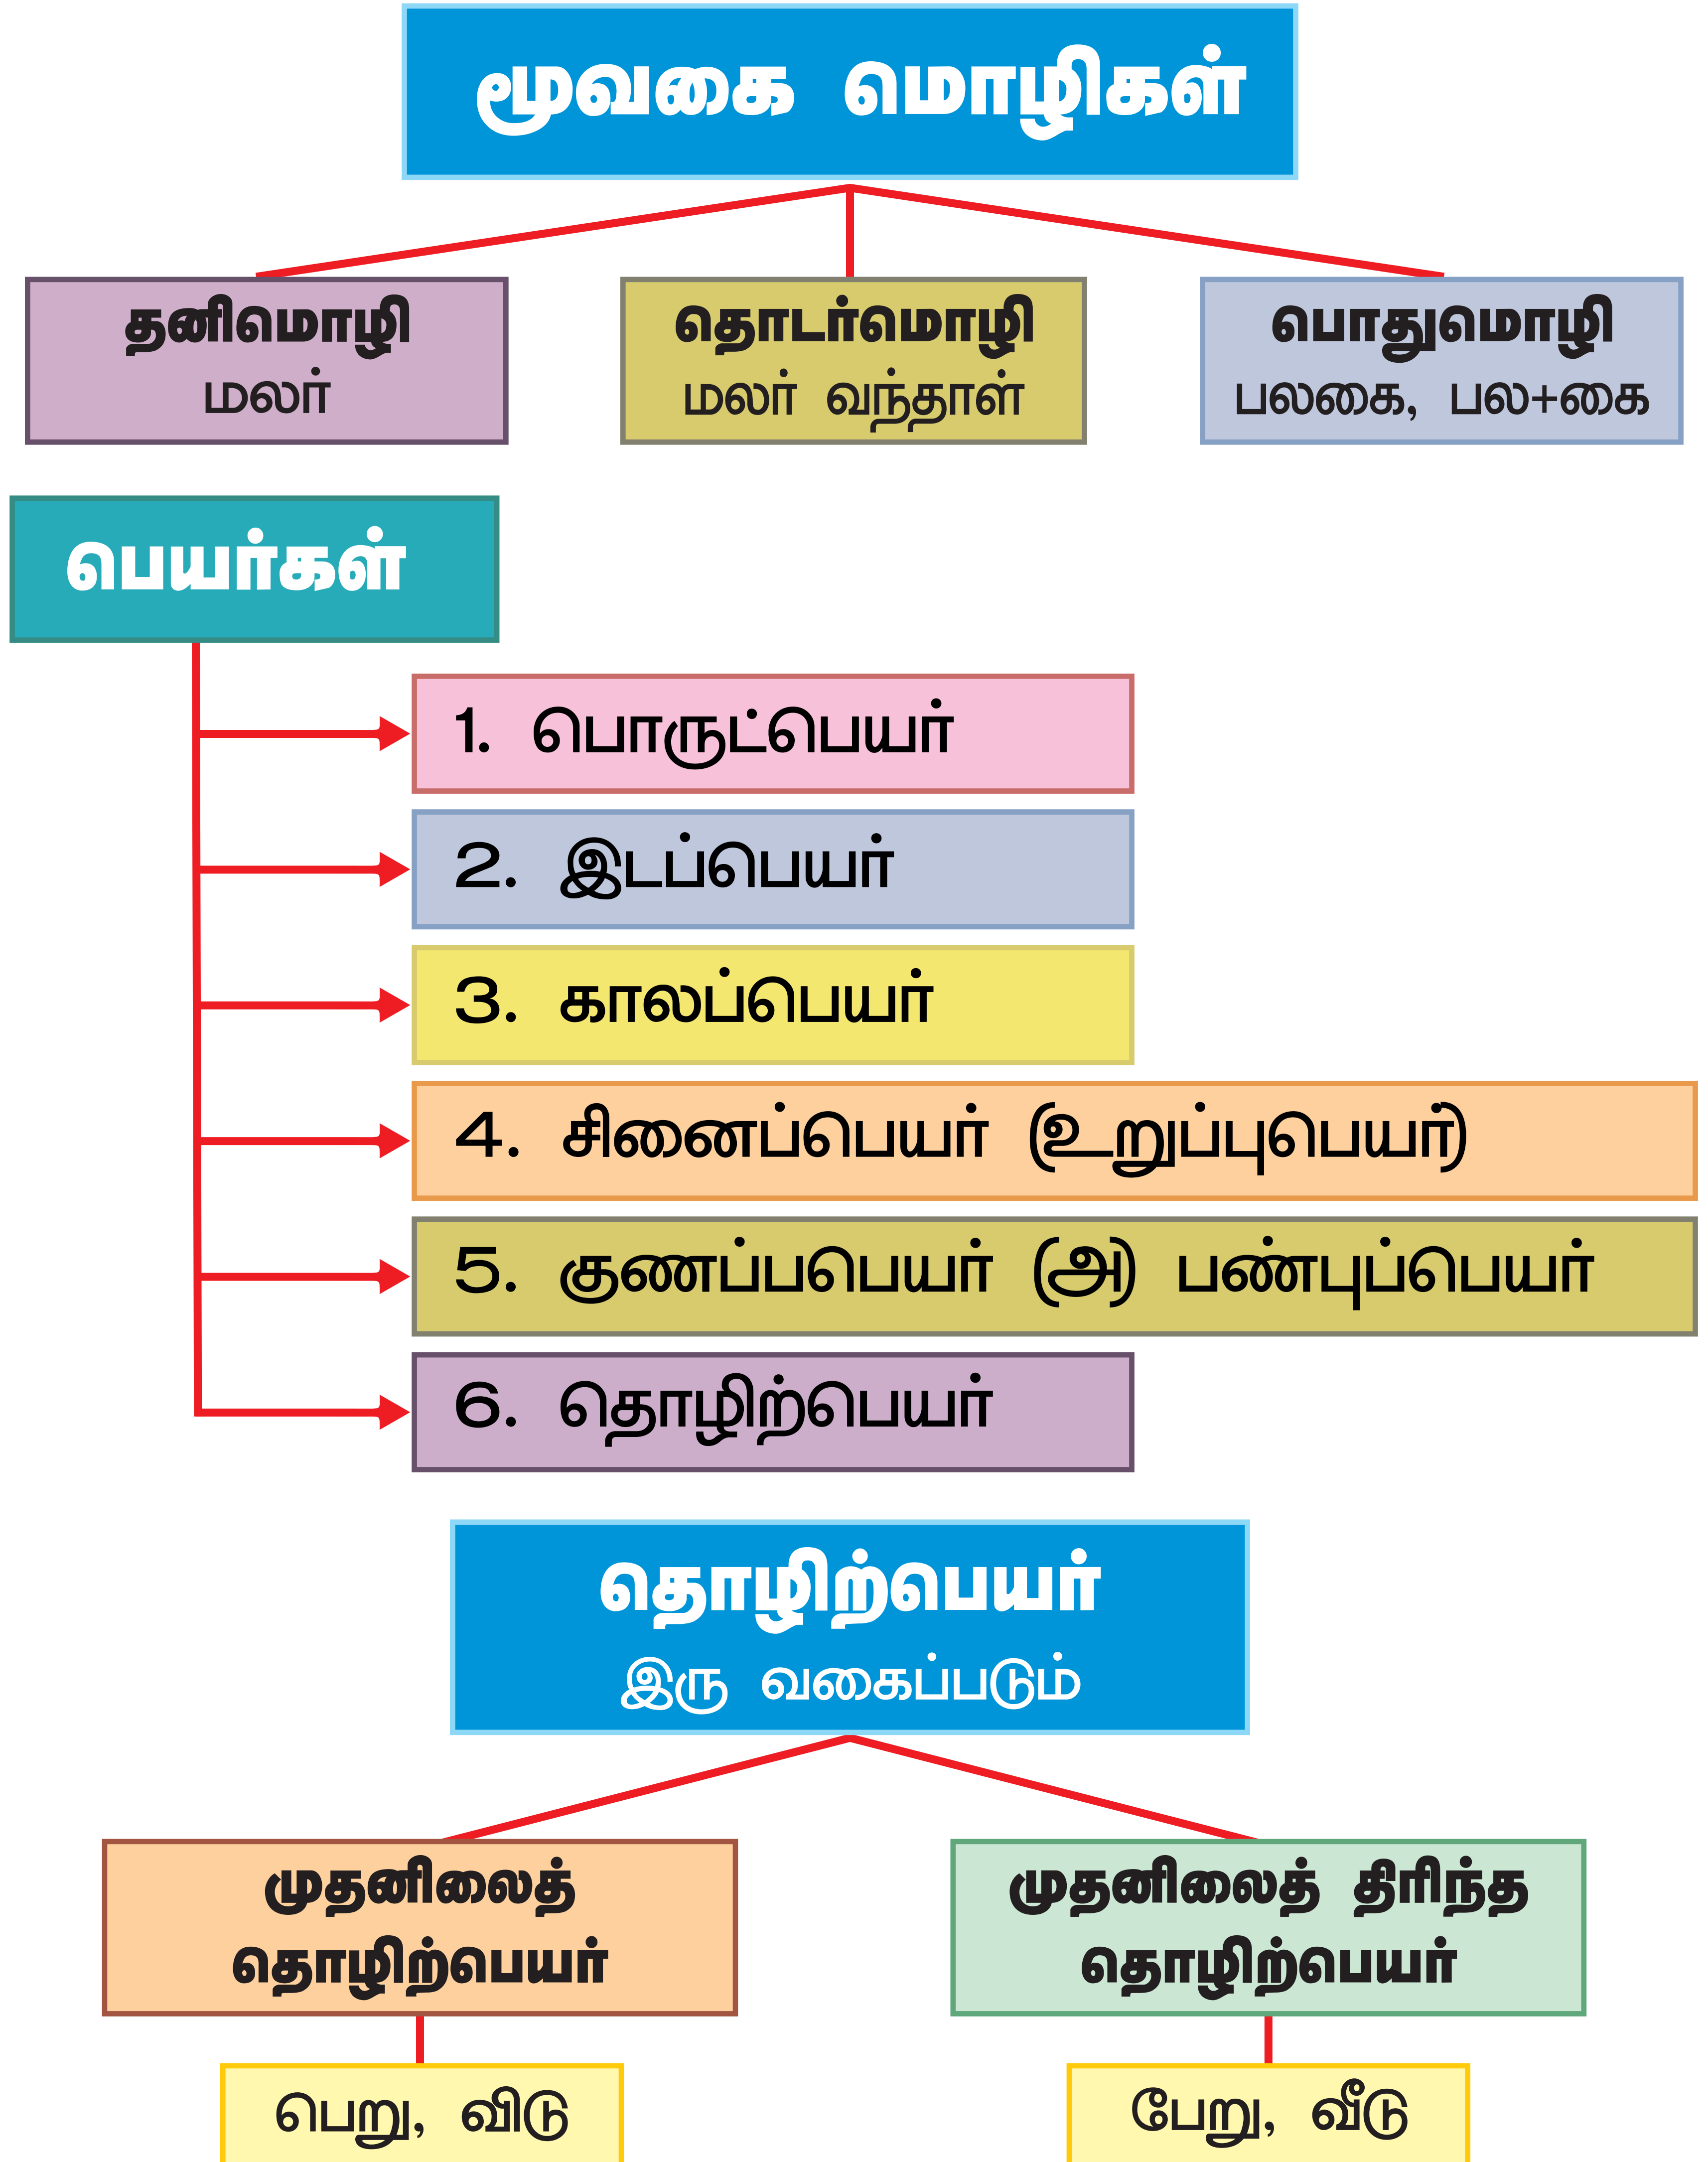 மூவகை மொழிகள்
தனிமொழி
மலர்
தொடர்மொழி
மலர் வந்தாள்
பொதுமொழி
பலகை, பல+கை
பெயர்கள்
1. பொருட்பெயர்
2. இடப்பெயர்
3. காலப்பெயர்
4. சினைப்பெயர் (உறுப்புபெயர்)
5. குணப்பபெயர் (அ) பண்புப்பெயர்
6. தொழிற்பெயர்
தொழிற்பெயர்
இரு வகைப்படும்
முதனிலைத்
தொழிற்பெயர்
பெறு, விடு
முதனிலைத் திரிந்த
தொழிற்பெயர்
பேறு, வீடு